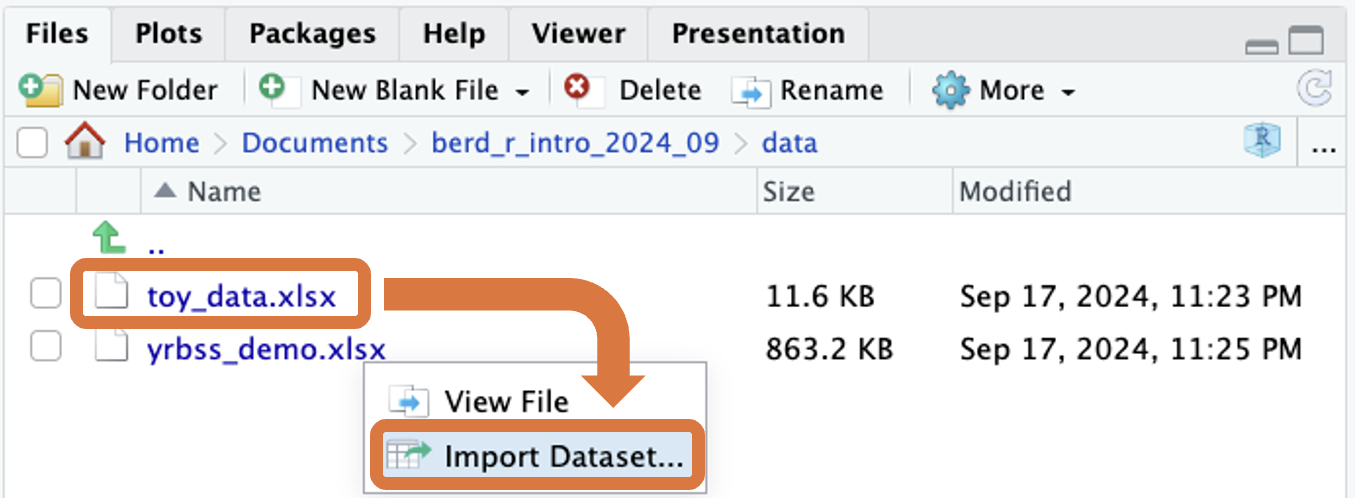 Files Plots Packages Help Viewer Presentation
New Folder New Blank File Delete Rename More
Home Documents berd_r_intro_2024_09 data R ...
Name Size Modified
..
toy_data.xlsx 11.6 KB Sep 17, 2024, 11:23 PM
yrbss_demo.xlsx 863.2 KB Sep 17, 2024, 11:25 PM
View File
Import Dataset...